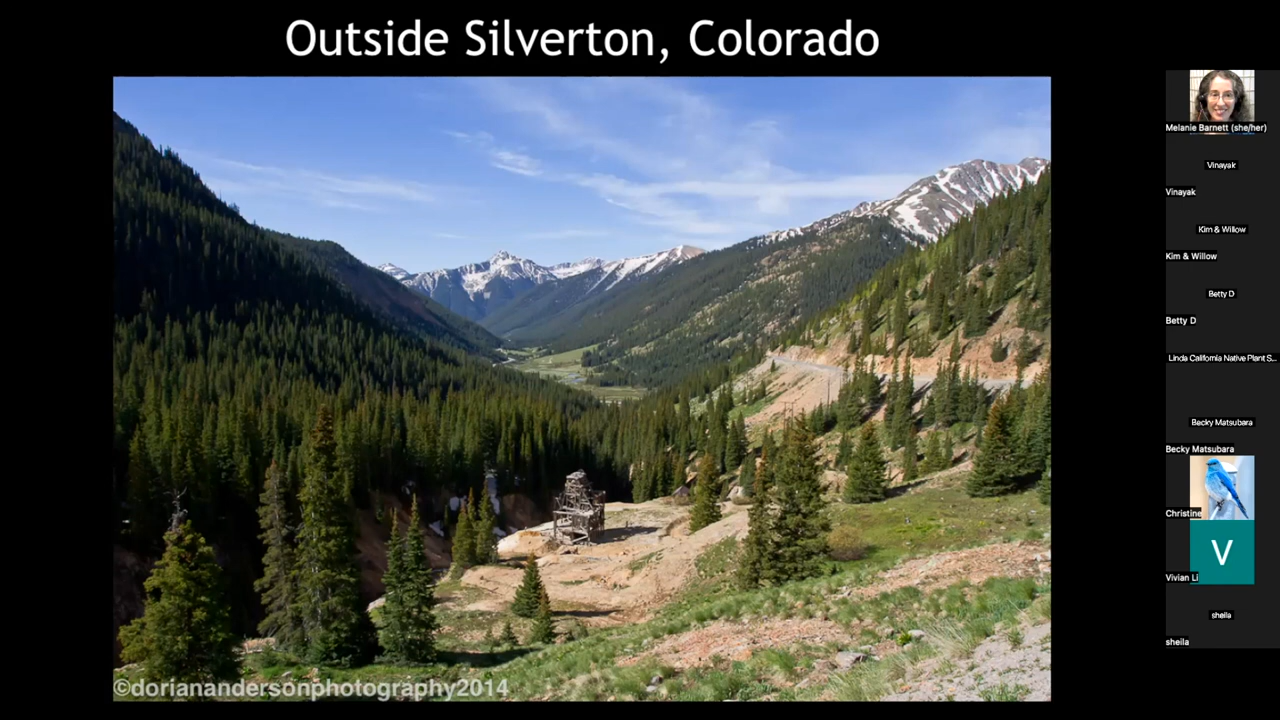 Outside Silverton, Colorado
©dorianandersonphotography2014
Melanie Barnett (she/her)
Vinayak
Vinayak
Kim & Willow
Kim & Willow
Betty D
Betty D
Linda California Native Plant S...
Becky Matsubara
Becky Matsubara
Christine
V
Vivian Li
sheila
sheila